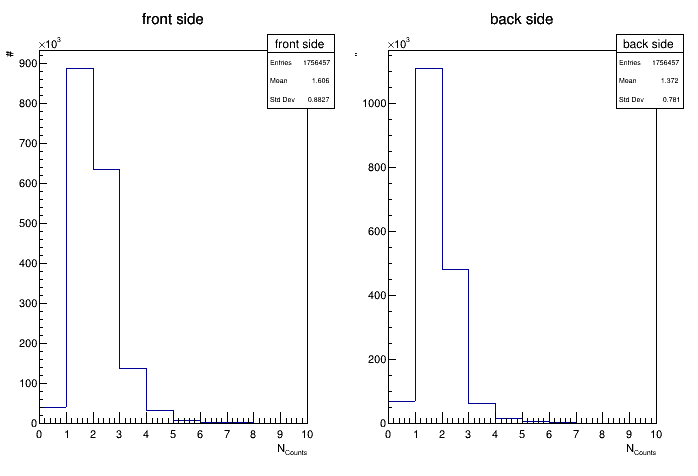 front side
×10³
#
front side
Entries 1756457
Mean 1.606
Std Dev 0.8827
900
800
700
600
500
400
300
200
100
0
0 1 2 3 4 5 6 7 8 9 10
N_Counts
back side
×10³
back side
Entries 1756457
Mean 1.372
Std Dev 0.781
1000
800
600
400
200
0
0 1 2 3 4 5 6 7 8 9 10
N_Counts